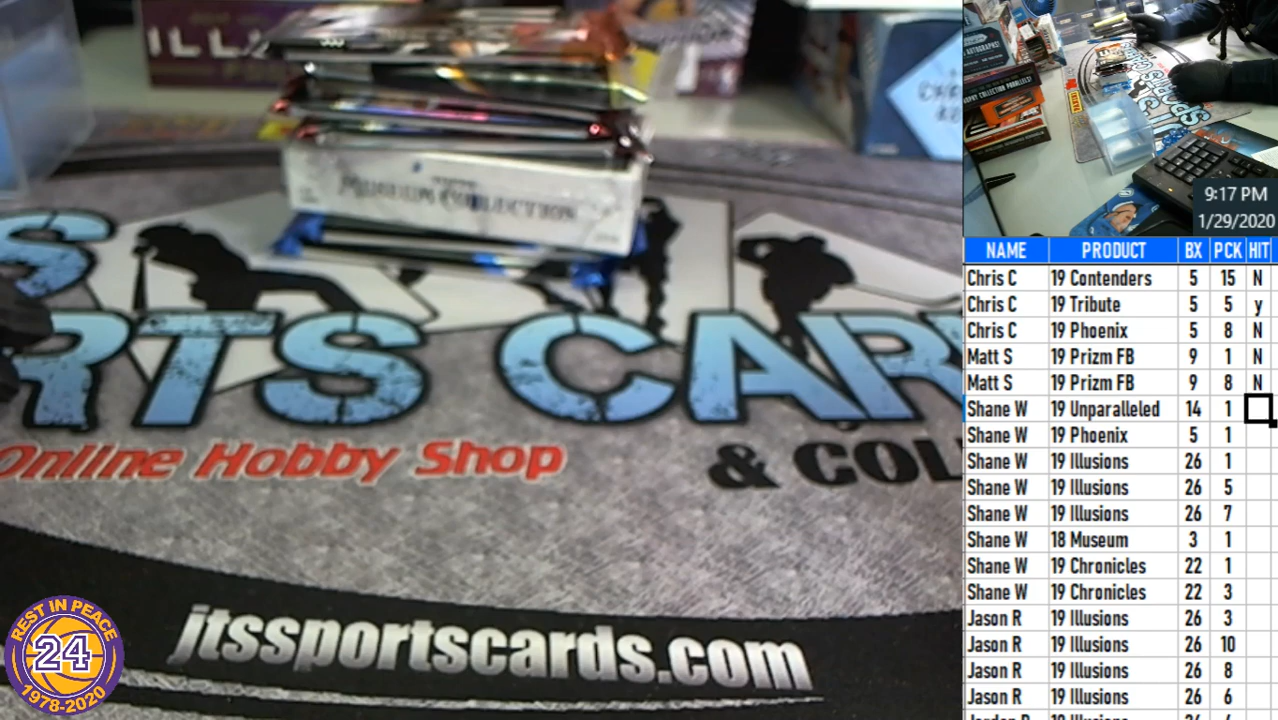 ILLU
MUSEUM COLLECTION
S
RTS CAR
Online Hobby Shop
& COL
jtssportscards.com
REST IN PEACE
24
1978-2020
AUTOGRAPHS!
9:17 PM
1/29/2020
NAME PRODUCT BX PCK HIT
Chris C 19 Contenders 5 15 N
Chris C 19 Tribute 5 5 y
Chris C 19 Phoenix 5 8 N
Matt S 19 Prizm FB 9 1 N
Matt S 19 Prizm FB 9 8 N
Shane W 19 Unparalleled 14 1
Shane W 19 Phoenix 5 1
Shane W 19 Illusions 26 1
Shane W 19 Illusions 26 5
Shane W 19 Illusions 26 7
Shane W 18 Museum 3 1
Shane W 19 Chronicles 22 1
Shane W 19 Chronicles 22 3
Jason R 19 Illusions 26 3
Jason R 19 Illusions 26 10
Jason R 19 Illusions 26 8
Jason R 19 Illusions 26 6